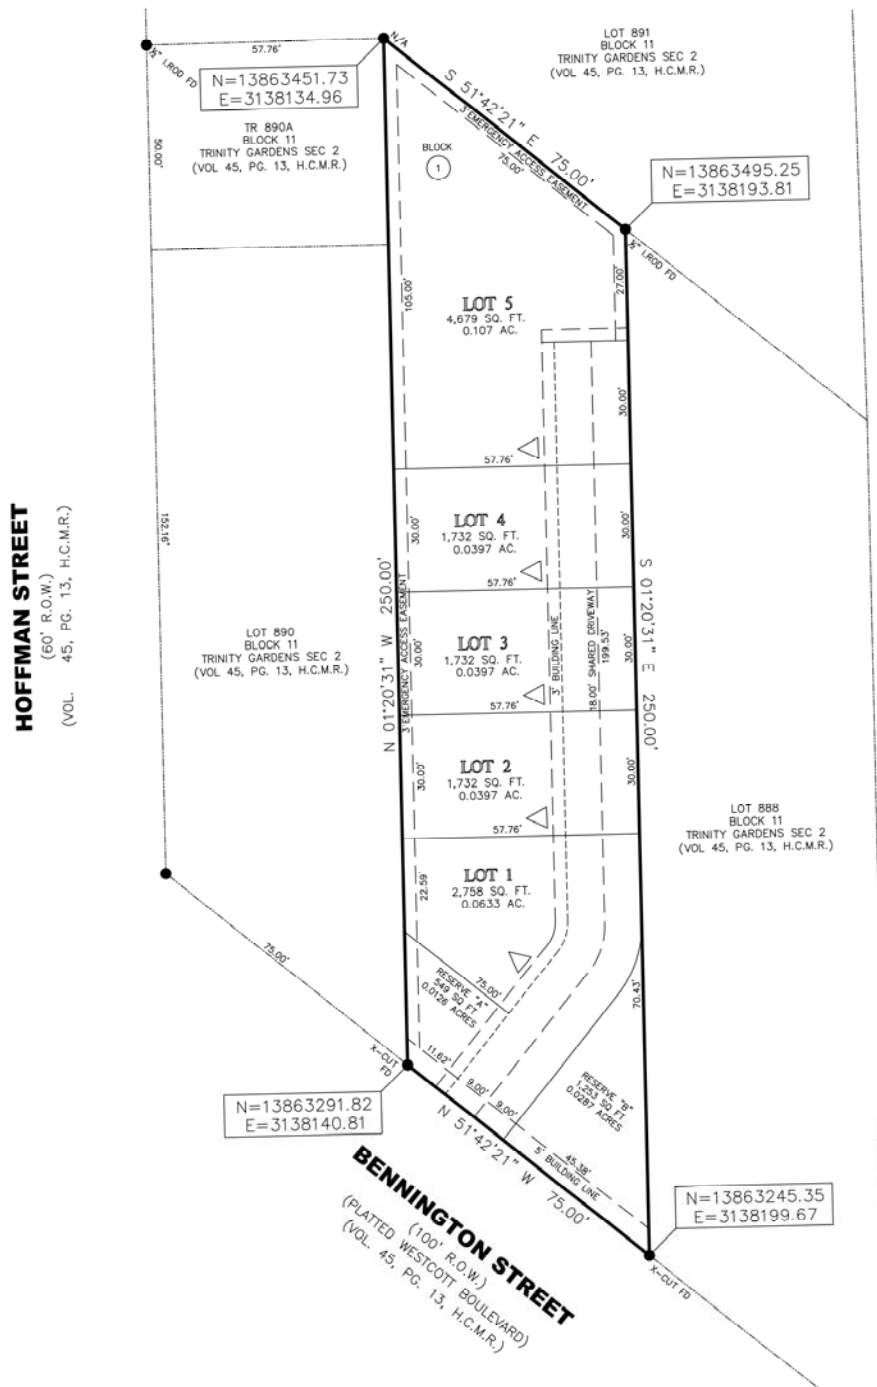 57.76'
N/A
½" I.ROD FD
N=13863451.73
E=3138134.96
50.00'
TR 890A
BLOCK 11
TRINITY GARDENS SEC 2
(VOL 45, PG. 13, H.C.M.R.)
LOT 891
BLOCK 11
TRINITY GARDENS SEC 2
(VOL 45, PG. 13, H.C.M.R.)
S 51°42'21" E 75.00'
3' EMERGENCY ACCESS EASEMENT
75.00'
BLOCK
1
N=13863495.25
E=3138193.81
½" I.ROD FD
27.00'
105.00'
LOT 5
4,679 SQ. FT.
0.107 AC.
30.00'
57.76'
LOT 4
1,732 SQ. FT.
0.0397 AC.
30.00'
30.00'
57.76'
HOFFMAN STREET
(60' R.O.W.)
(VOL. 45, PG. 13, H.C.M.R.)
152.16'
LOT 890
BLOCK 11
TRINITY GARDENS SEC 2
(VOL 45, PG. 13, H.C.M.R.)
N 01°20'31" W 250.00'
3' EMERGENCY ACCESS EASEMENT
30.00'
LOT 3
1.732 SQ. FT.
0.0397 AC.
57.76'
3' BUILDING LINE
18.00' SHARED DRIVEWAY
199.53'
30.00'
S 01°20'31" E 250.00'
30.00'
LOT 2
1,732 SQ. FT.
0.0397 AC.
57.76'
30.00'
LOT 888
BLOCK 11
TRINITY GARDENS SEC 2
(VOL 45, PG. 13, H.C.M.R.)
22.59'
LOT 1
2,758 SQ. FT.
0.0633 AC.
75.00'
75.00'
RESERVE "A"
549 SQ FT
0.0126 ACRES
70.43'
X-CUT
FD
11.62'
9.00'
9.00'
RESERVE "B"
1,253 SQ FT
0.0287 ACRES
45.38'
5' BUILDING LINE
N=13863291.82
E=3138140.81
N 51°42'21" W 75.00'
BENNINGTON STREET
(100' R.O.W.)
(PLATTED WESTCOTT BOULEVARD)
(VOL. 45, PG. 13, H.C.M.R.)
N=13863245.35
E=3138199.67
X-CUT FD